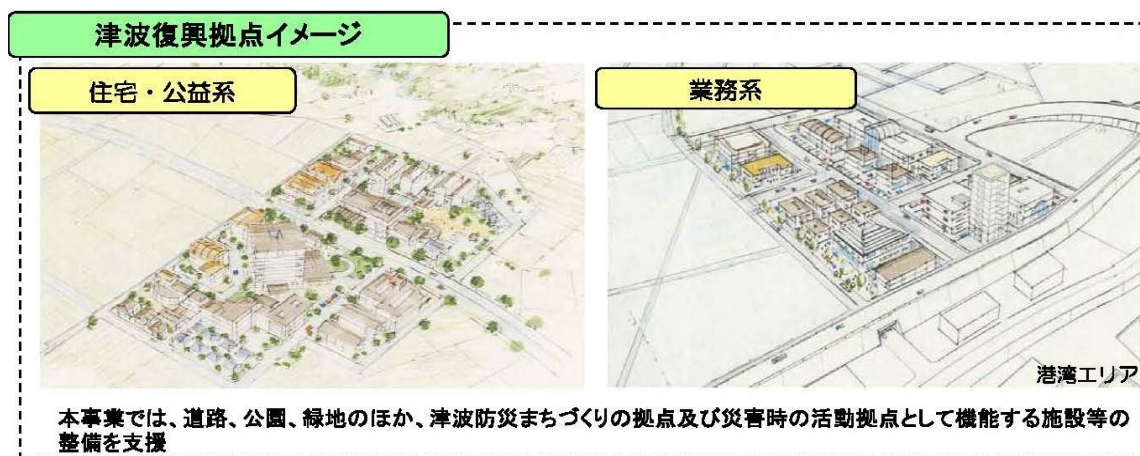 津波復興拠点イメージ
住宅・公益系
業務系
港湾エリア
本事業では、道路、公園、緑地のほか、津波防災まちづくりの拠点及び災害時の活動拠点として機能する施設等の
整備を支援